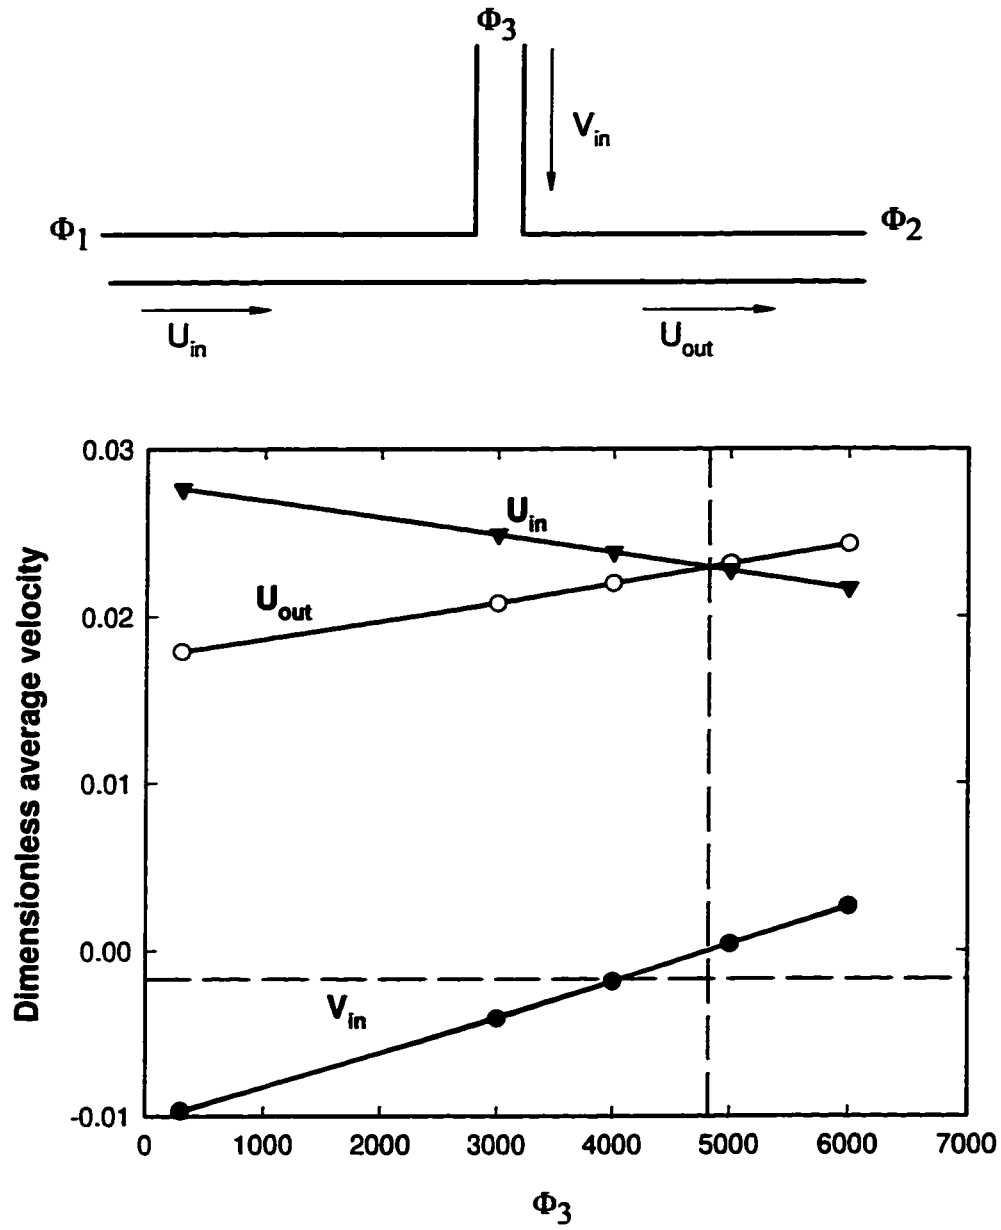 Φ3
Vin
Φ1
Φ2
Uin
Uout
0.03
0.02
0.01
0.00
-0.01
Dimensionless average velocity
Uin
Uout
Vin
0 1000 2000 3000 4000 5000 6000 7000
Φ3